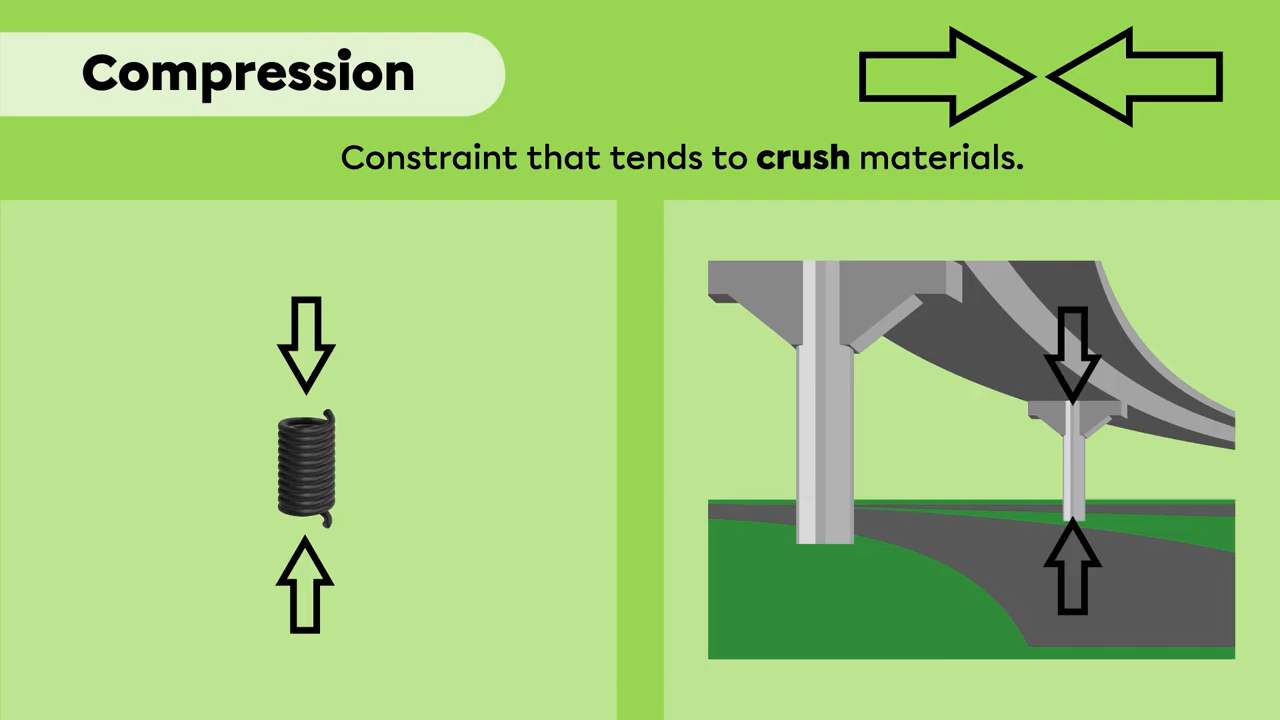 Compression
Constraint that tends to crush materials.